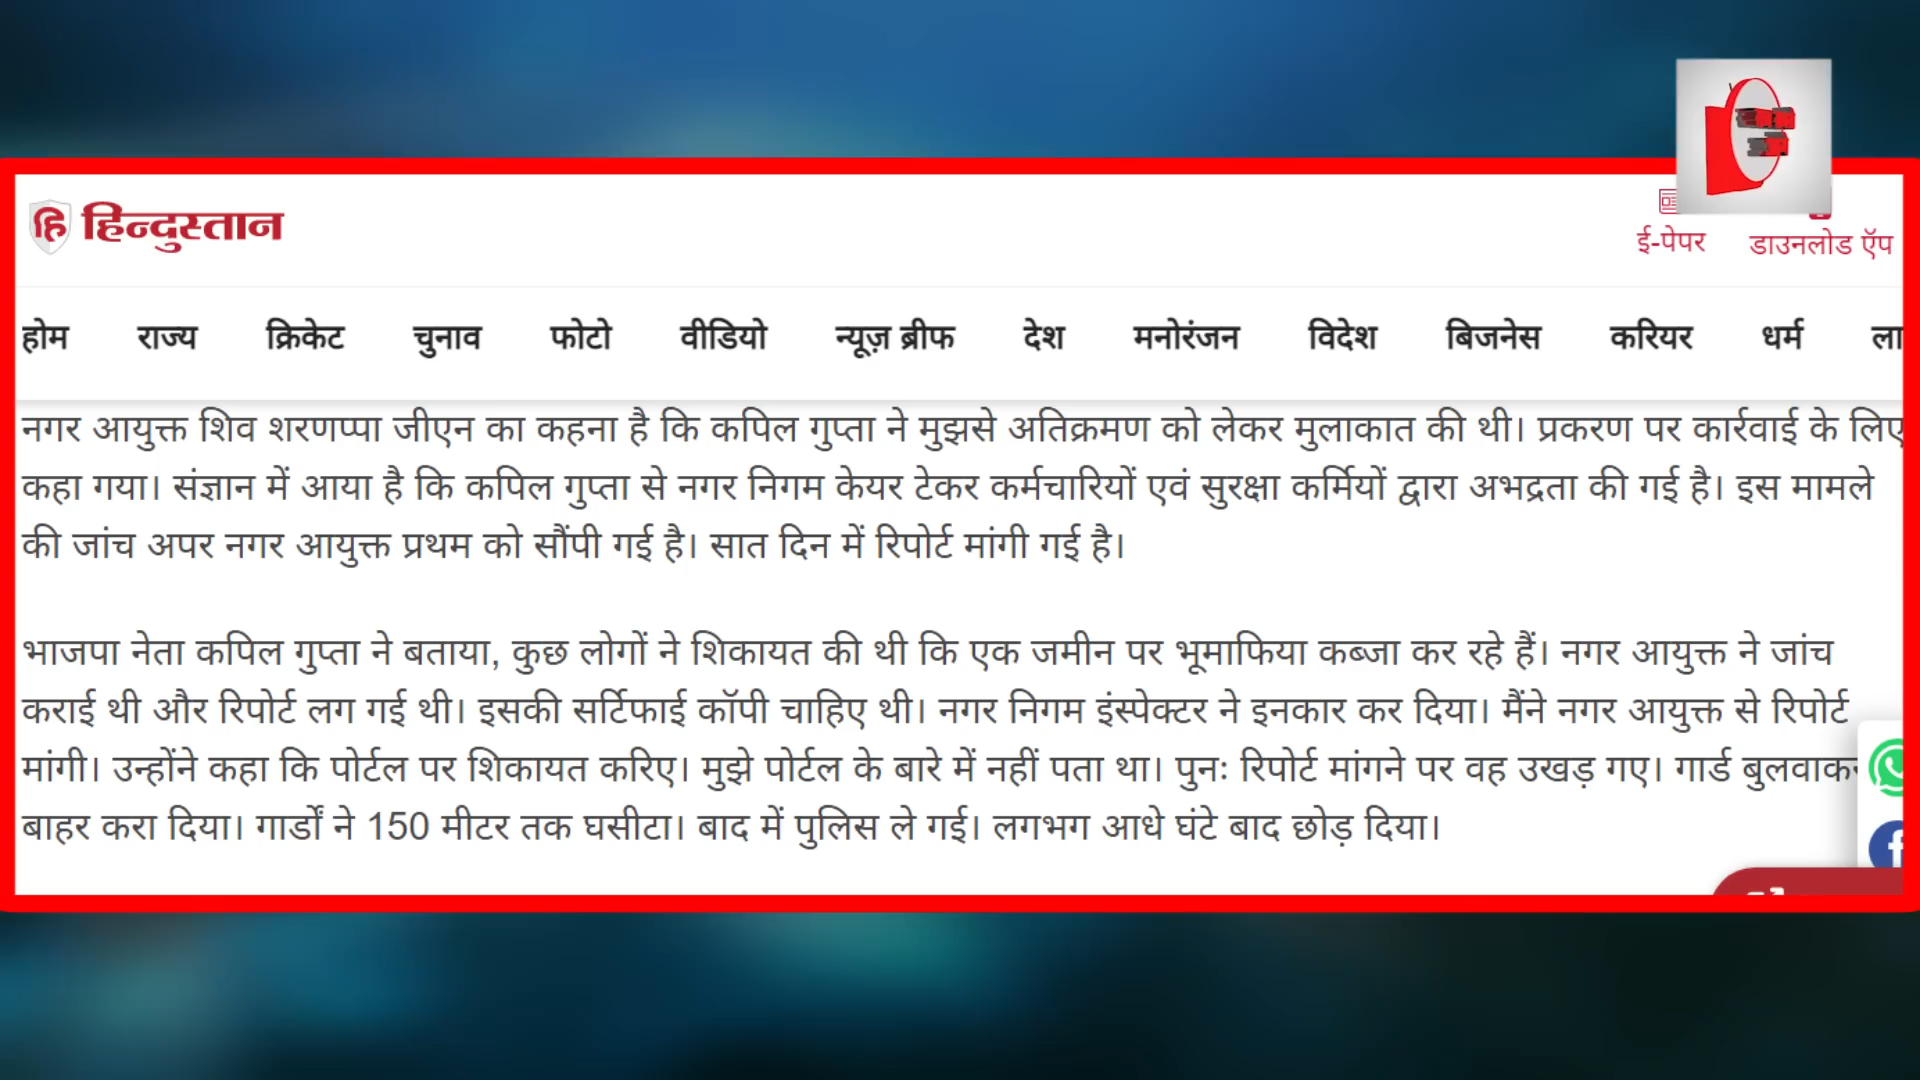 हि हिन्दुस्तान
ई-पेपर
डाउनलोड ऍप
होम राज्य क्रिकेट चुनाव फोटो वीडियो न्यूज़ ब्रीफ देश मनोरंजन विदेश बिजनेस करियर धर्म
नगर आयुक्त शिव शरणप्पा जीएन का कहना है कि कपिल गुप्ता ने मुझसे अतिक्रमण को लेकर मुलाकात की थी। प्रकरण पर कार्रवाई के लिए
कहा गया। संज्ञान में आया है कि कपिल गुप्ता से नगर निगम केयर टेकर कर्मचारियों एवं सुरक्षा कर्मियों द्वारा अभद्रता की गई है। इस मामले
की जांच अपर नगर आयुक्त प्रथम को सौंपी गई है। सात दिन में रिपोर्ट मांगी गई है।
भाजपा नेता कपिल गुप्ता ने बताया, कुछ लोगों ने शिकायत की थी कि एक जमीन पर भूमाफिया कब्जा कर रहे हैं। नगर आयुक्त ने जांच
कराई थी और रिपोर्ट लग गई थी। इसकी सर्टिफाई कॉपी चाहिए थी। नगर निगम इंस्पेक्टर ने इनकार कर दिया। मैंने नगर आयुक्त से रिपोर्ट
मांगी। उन्होंने कहा कि पोर्टल पर शिकायत करिए। मुझे पोर्टल के बारे में नहीं पता था। पुनः रिपोर्ट मांगने पर वह उखड़ गए। गार्ड बुलवाकर
बाहर करा दिया। गार्डों ने 150 मीटर तक घसीटा। बाद में पुलिस ले गई। लगभग आधे घंटे बाद छोड़ दिया।